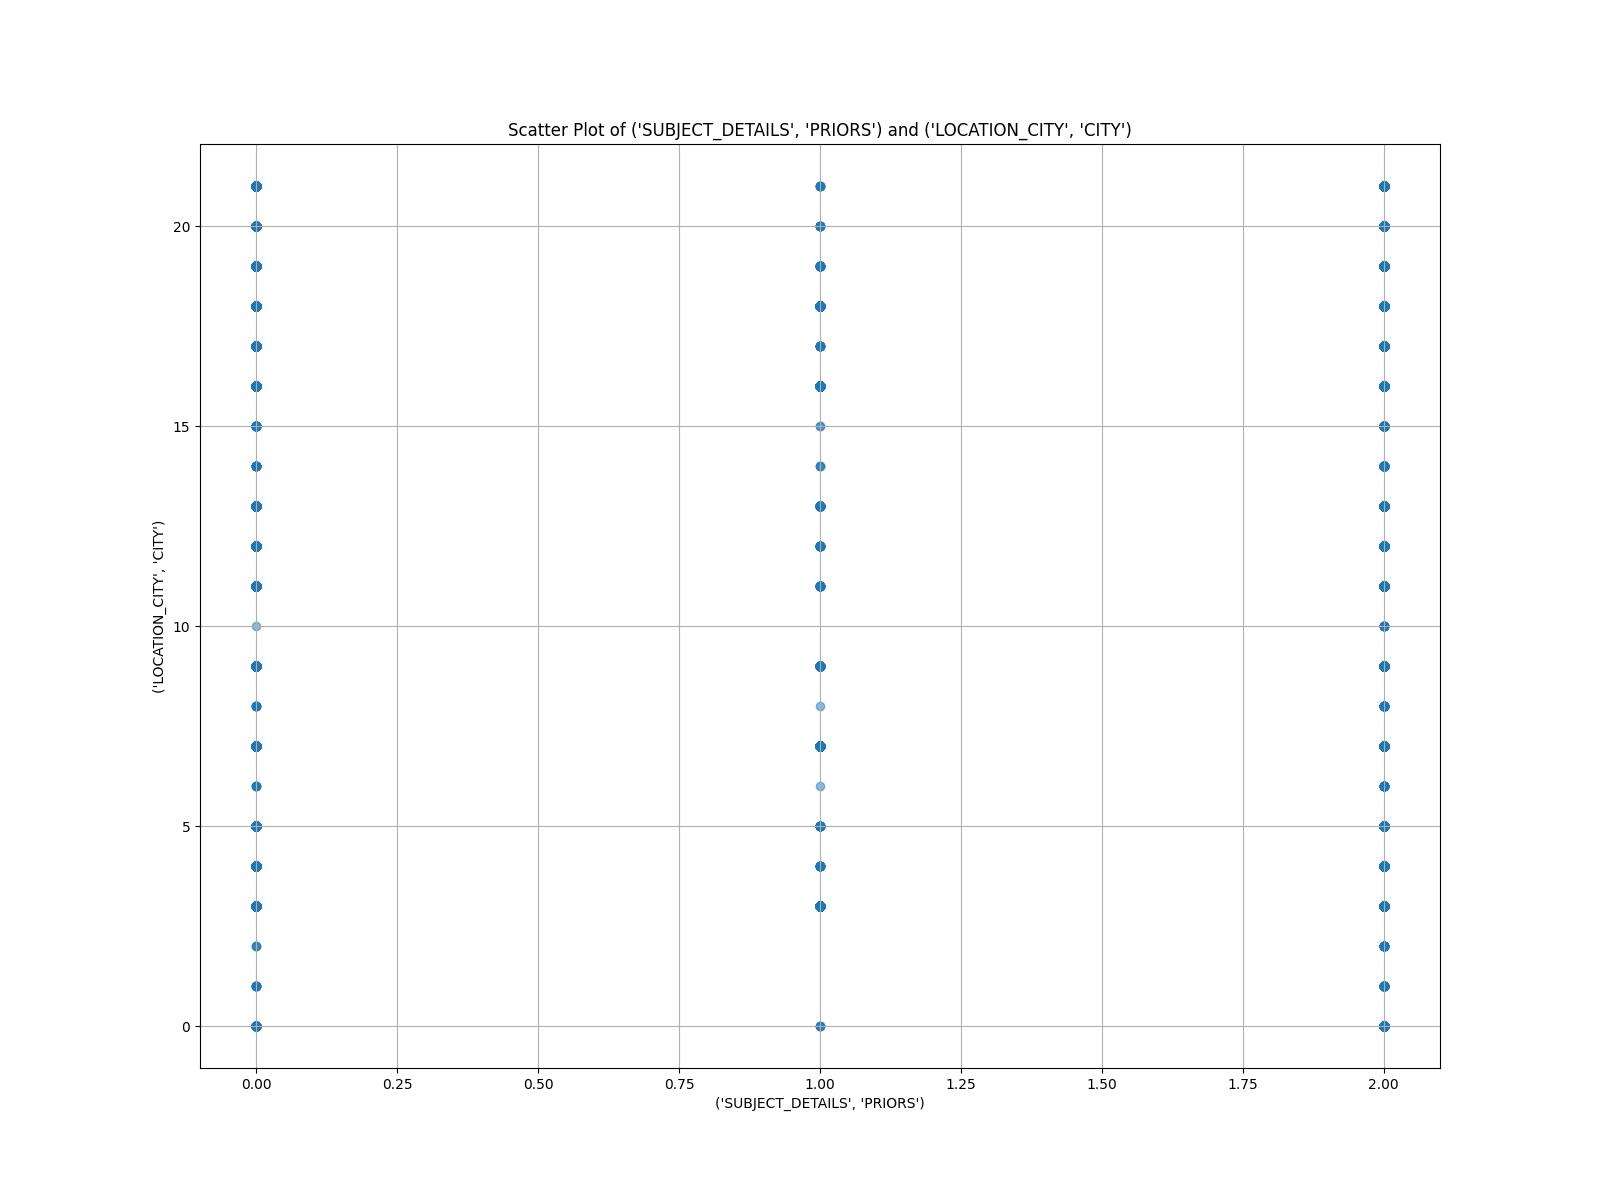 Scatter Plot of ('SUBJECT_DETAILS', 'PRIORS') and ('LOCATION_CITY', 'CITY')
('LOCATION_CITY', 'CITY')
20
15
10
5
0
0.00 0.25 0.50 0.75 1.00 1.25 1.50 1.75 2.00
('SUBJECT_DETAILS', 'PRIORS')